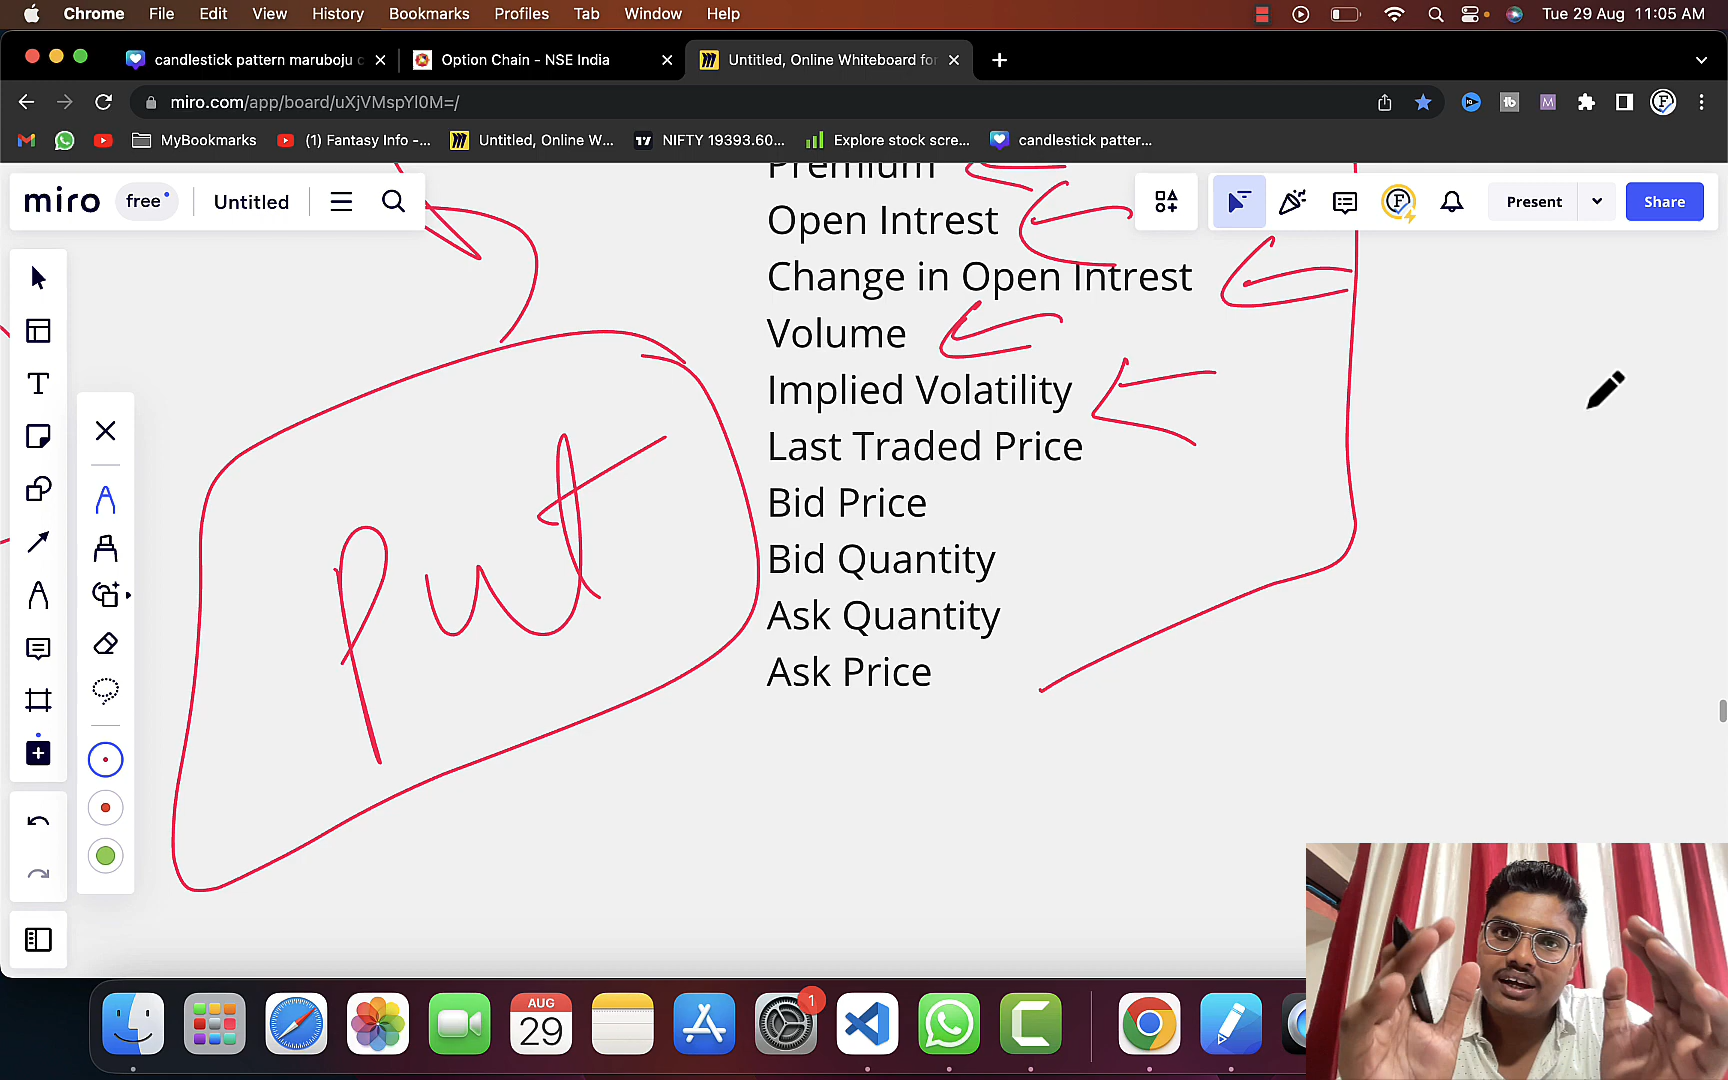 Chrome File Edit View History Bookmarks Profiles Tab Window Help Tue 29 Aug 11:05 AM
candlestick pattern maruboju c Option Chain - NSE India Untitled, Online Whiteboard for
miro.com/app/board/uXjVMspYl0M=/
MyBookmarks (1) Fantasy Info -... Untitled, Online W... NIFTY 19393.60... Explore stock scre... candlestick patter...
miro free Untitled Present Share
Premium
Open Intrest
Change in Open Intrest
Volume
Implied Volatility
Last Traded Price
Bid Price
Bid Quantity
Ask Quantity
Ask Price
put
AUG
29
1